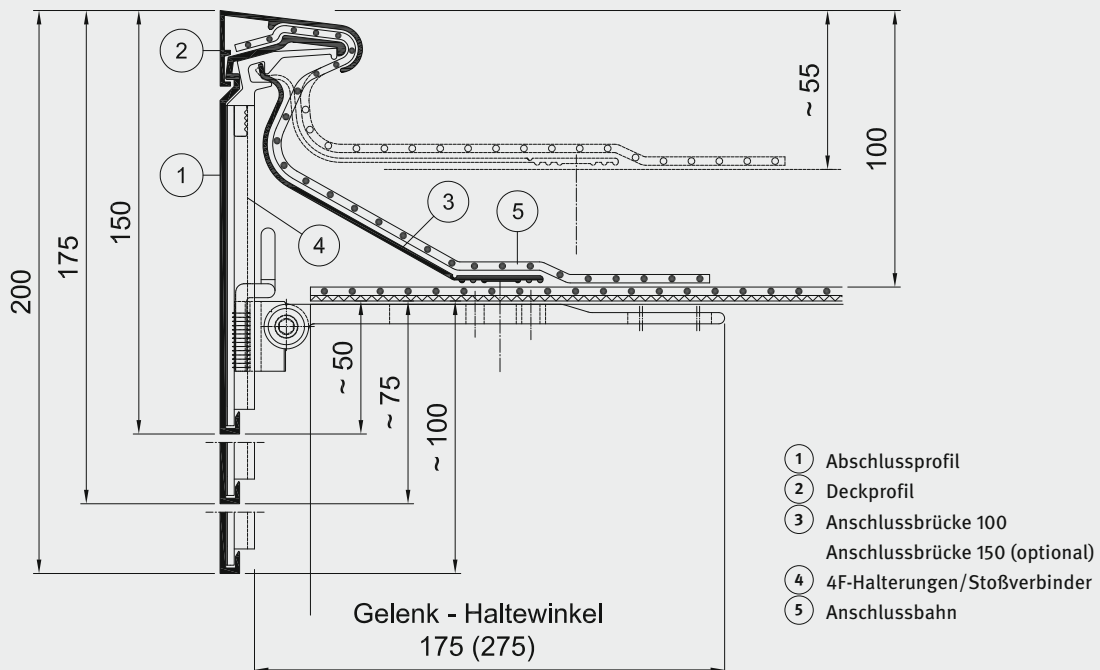 2
1
3
5
4
200
175
150
~ 55
100
~ 50
~ 75
~ 100
Gelenk - Haltewinkel
175 (275)
1 Abschlussprofil
2 Deckprofil
3 Anschlussbrücke 100
Anschlussbrücke 150 (optional)
4 4F-Halterungen/Stoßverbinder
5 Anschlussbahn